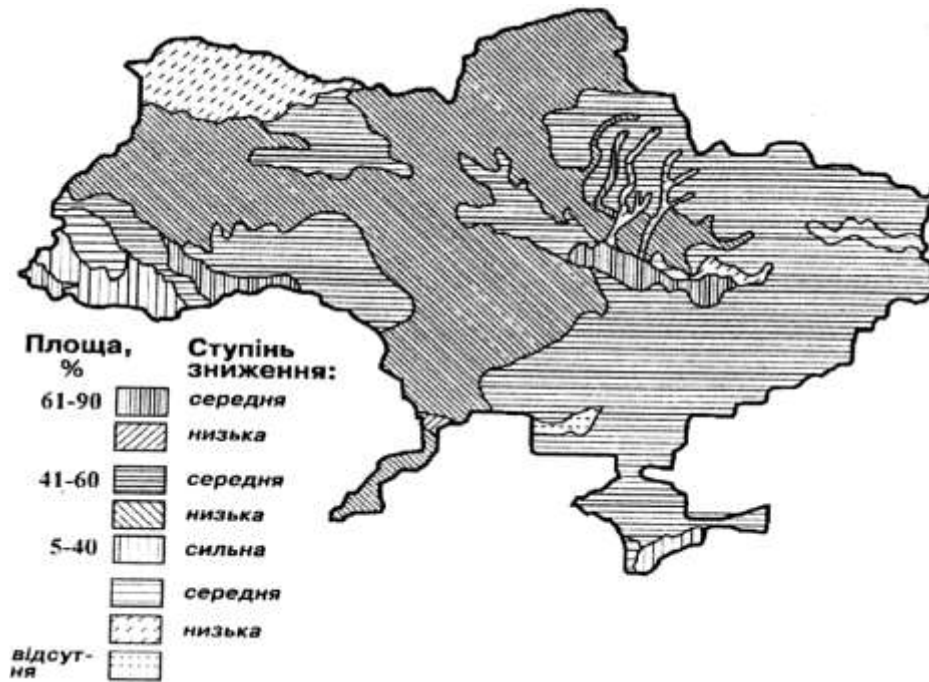 Площа, %
Ступінь зниження:
61-90
середня
низька
41-60
середня
низька
5-40
сильна
середня
низька
відсут-
ня